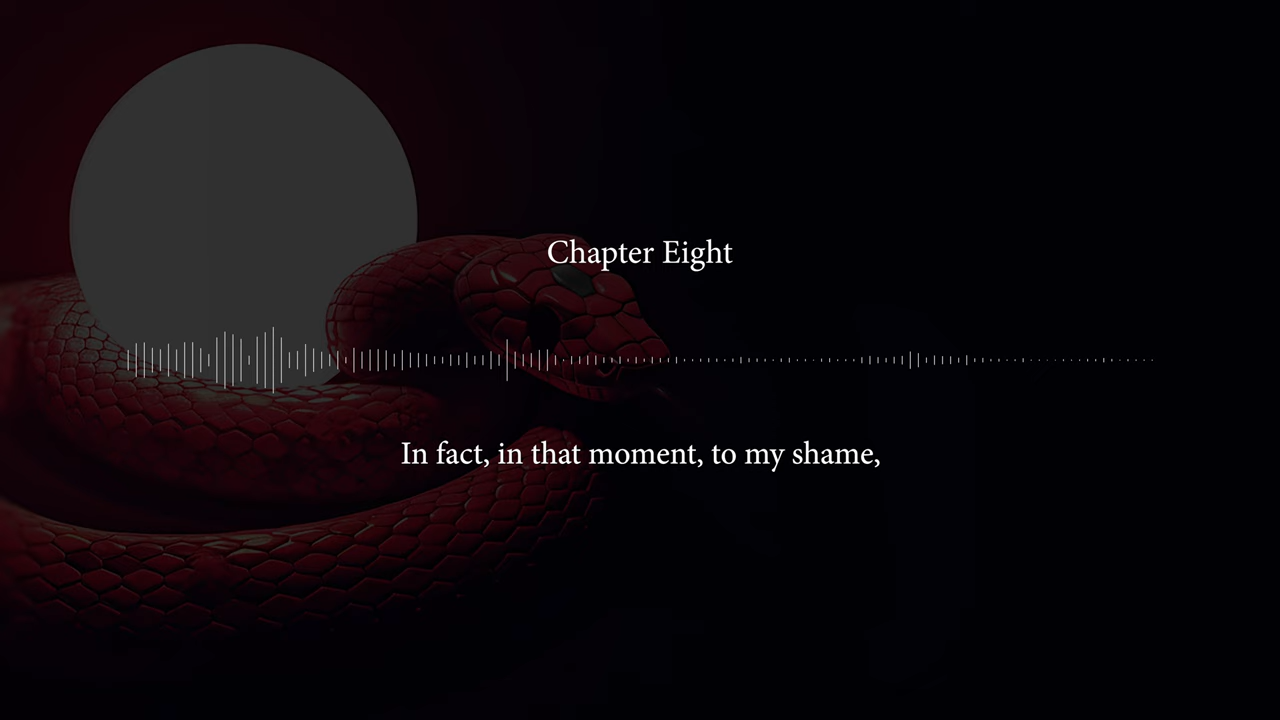 Chapter Eight
In fact, in that moment, to my shame,